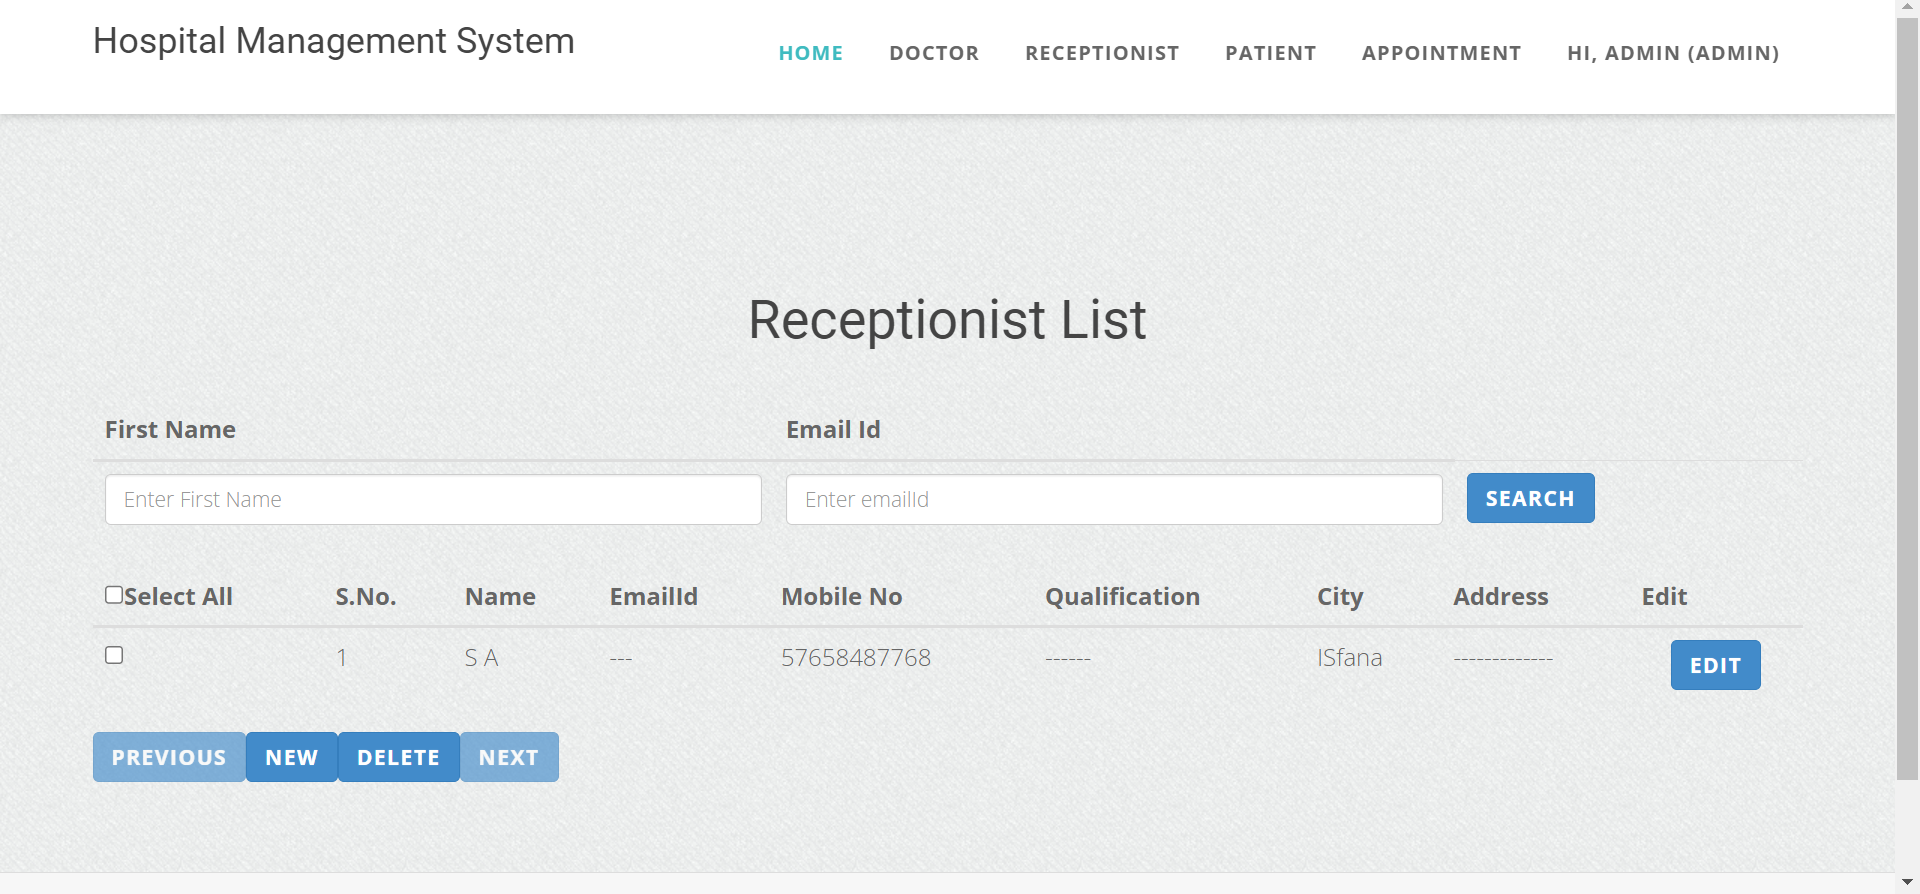 Hospital Management System
HOME DOCTOR RECEPTIONIST PATIENT APPOINTMENT HI, ADMIN (ADMIN)
Receptionist List
First Name Email Id
Enter First Name Enter emailId SEARCH
Select All S.No. Name EmailId Mobile No Qualification City Address Edit
1 S A --- 57658487768 ------ ISfana ------------- EDIT
PREVIOUS NEW DELETE NEXT